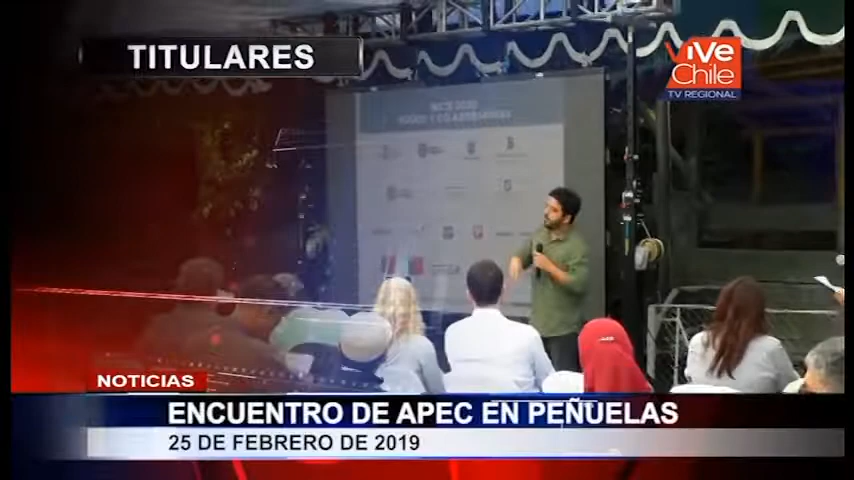 TITULARES
ViVe
Chile
TV REGIONAL
NOTICIAS
ENCUENTRO DE APEC EN PEÑUELAS
25 DE FEBRERO DE 2019